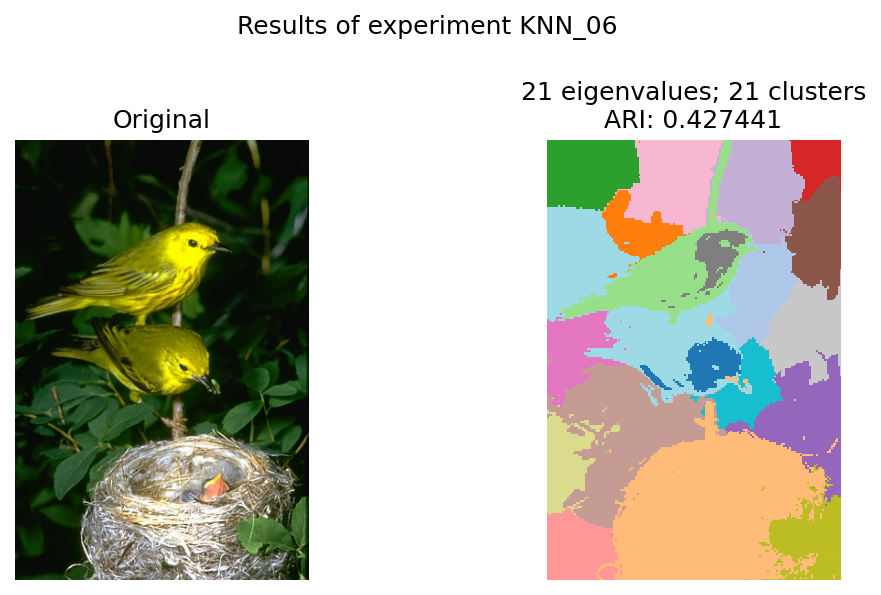 Results of experiment KNN_06
Original
21 eigenvalues; 21 clusters
ARI: 0.427441